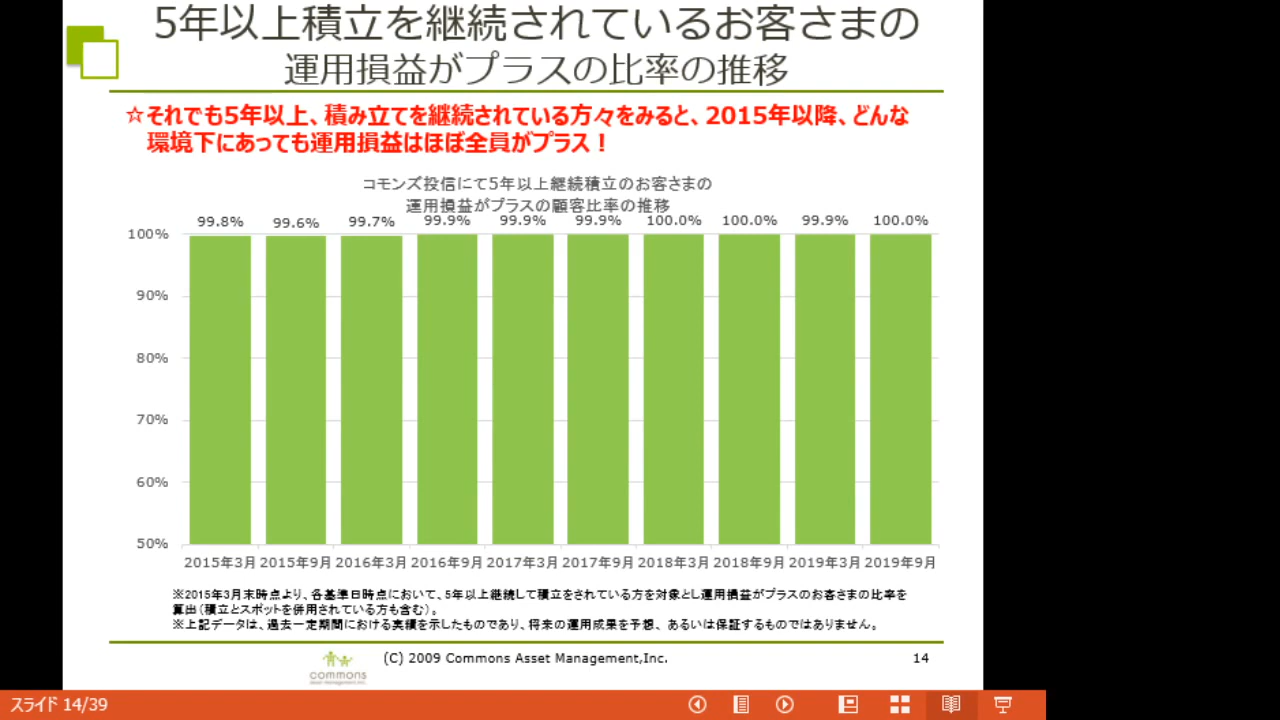 5年以上積立を継続されているお客さまの
運用損益がプラスの比率の推移
☆それでも5年以上、積み立てを継続されている方々をみると、2015年以降、どんな
環境下にあっても運用損益はほぼ全員がプラス！
コモンズ投信にて5年以上継続積立のお客さまの
運用損益がプラスの顧客比率の推移
99.8% 99.6% 99.7% 99.9% 99.9% 99.9% 100.0% 100.0% 99.9% 100.0%
100%
90%
80%
70%
60%
50%
2015年3月 2015年9月 2016年3月 2016年9月 2017年3月 2017年9月 2018年3月 2018年9月 2019年3月 2019年9月
※2015年3月末時点より、各基準日時点において、5年以上継続して積立をされている方を対象とし運用損益がプラスのお客さまの比率を
算出（積立とスポットを併用されている方も含む）。
※上記データは、過去一定期間における実績を示したものであり、将来の運用成果を予想、あるいは保証するものではありません。
commons
Asset Management,Inc.
(C) 2009 Commons Asset Management,Inc.
14
スライド 14/39